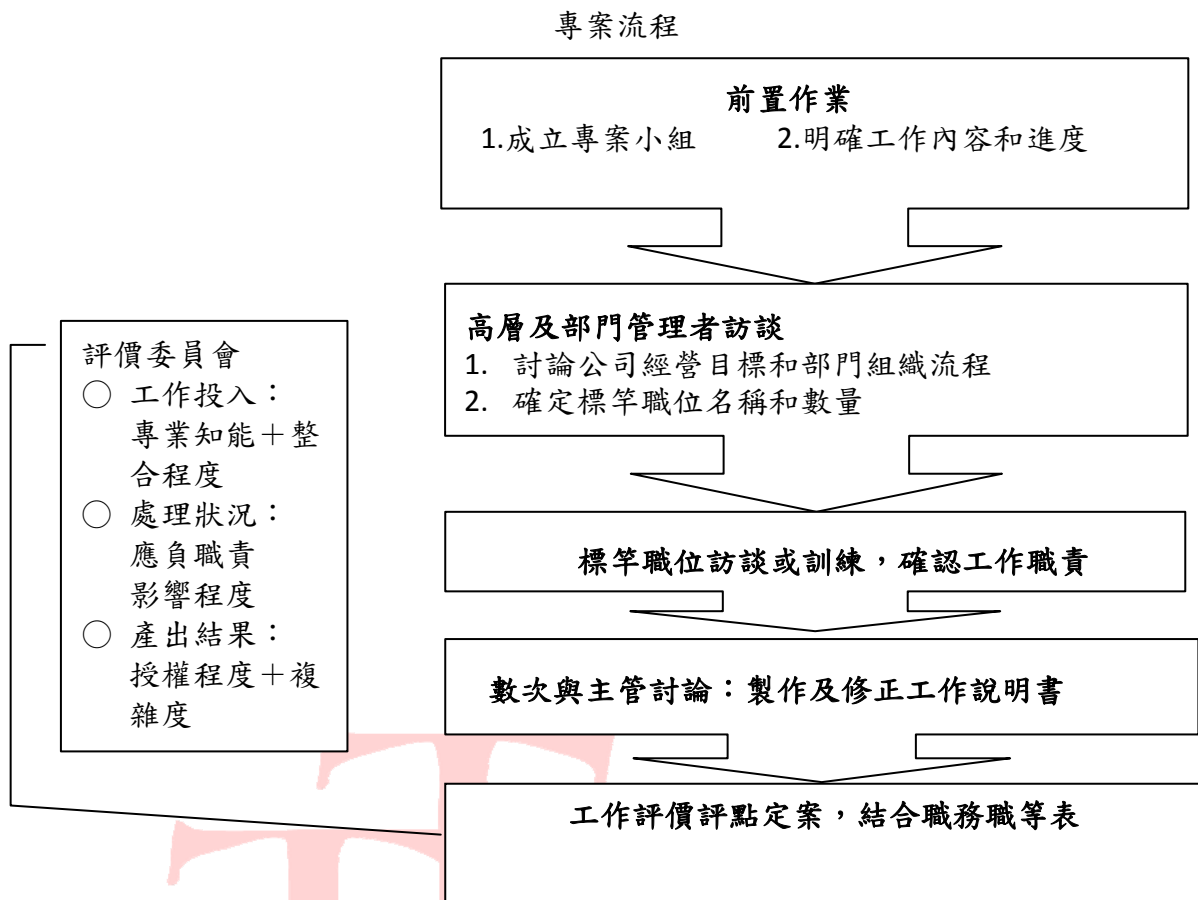 專案流程
前置作業
1.成立專案小組 2.明確工作內容和進度
高層及部門管理者訪談
1. 討論公司經營目標和部門組織流程
2. 確定標竿職位名稱和數量
評價委員會
○ 工作投入：
專業知能＋整
合程度
○ 處理狀況：
應負職責
影響程度
○ 產出結果：
授權程度＋複
雜度
標竿職位訪談或訓練，確認工作職責
數次與主管討論：製作及修正工作說明書
工作評價評點定案，結合職務職等表